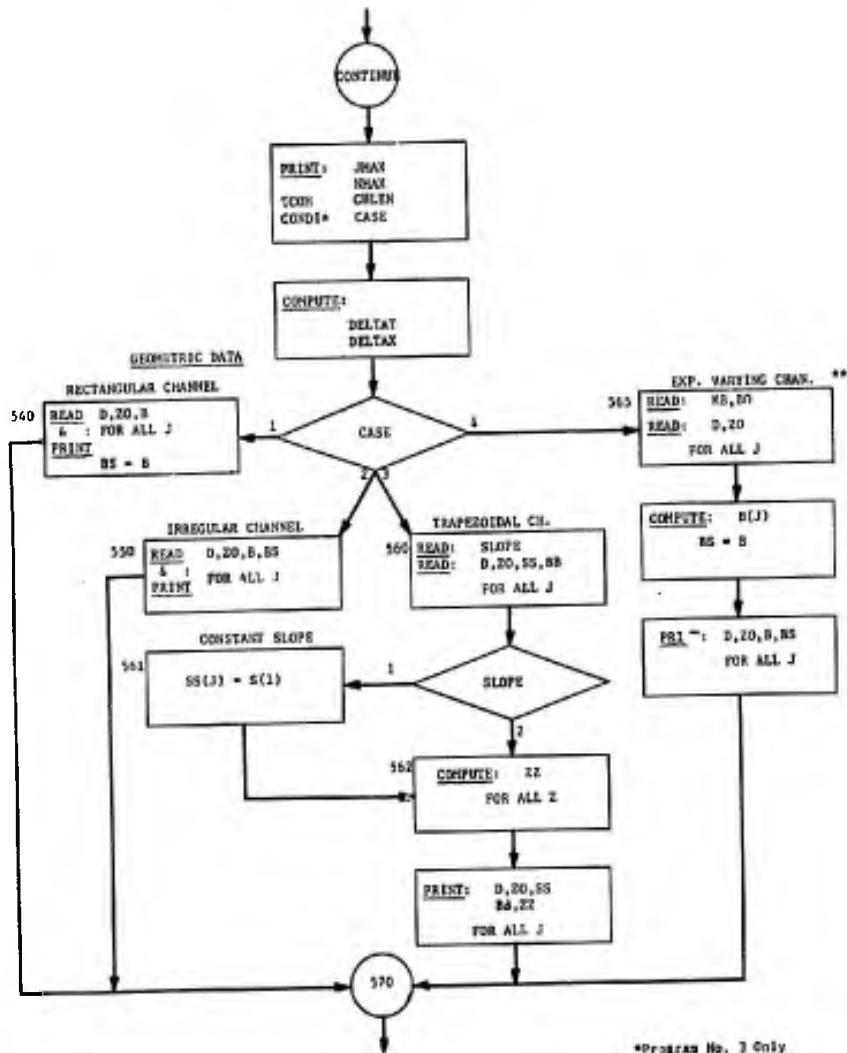 CONTINUE
PRINT: JMAX
NMAX
TCON CHLEN
CONDI* CASE
COMPUTE:
DELTAT
DELTAX
GEOMETRIC DATA
RECTANGULAR CHANNEL
540
READ D,ZO,B
& : FOR ALL J
PRINT
BS = B
1
CASE
4
2
3
EXP. VARYING CHAN. **
565
READ: KB,BO
READ: D,ZO
FOR ALL J
COMPUTE: B(J)
BS = B
D,ZO,B,BS
FOR ALL J
IRREGULAR CHANNEL
550
READ D,ZO,B,BS
& : FOR ALL J
PRINT
TRAPEZOIDAL CH.
560
READ: SLOPE
READ: D,ZO,SS,BB
FOR ALL J
CONSTANT SLOPE
561
SS(J) = S(1)
1
SLOPE
2
562
COMPUTE: ZZ
FOR ALL Z
PRINT: D,ZO,SS
BB,ZZ
FOR ALL J
570
*Program No. 3 Only